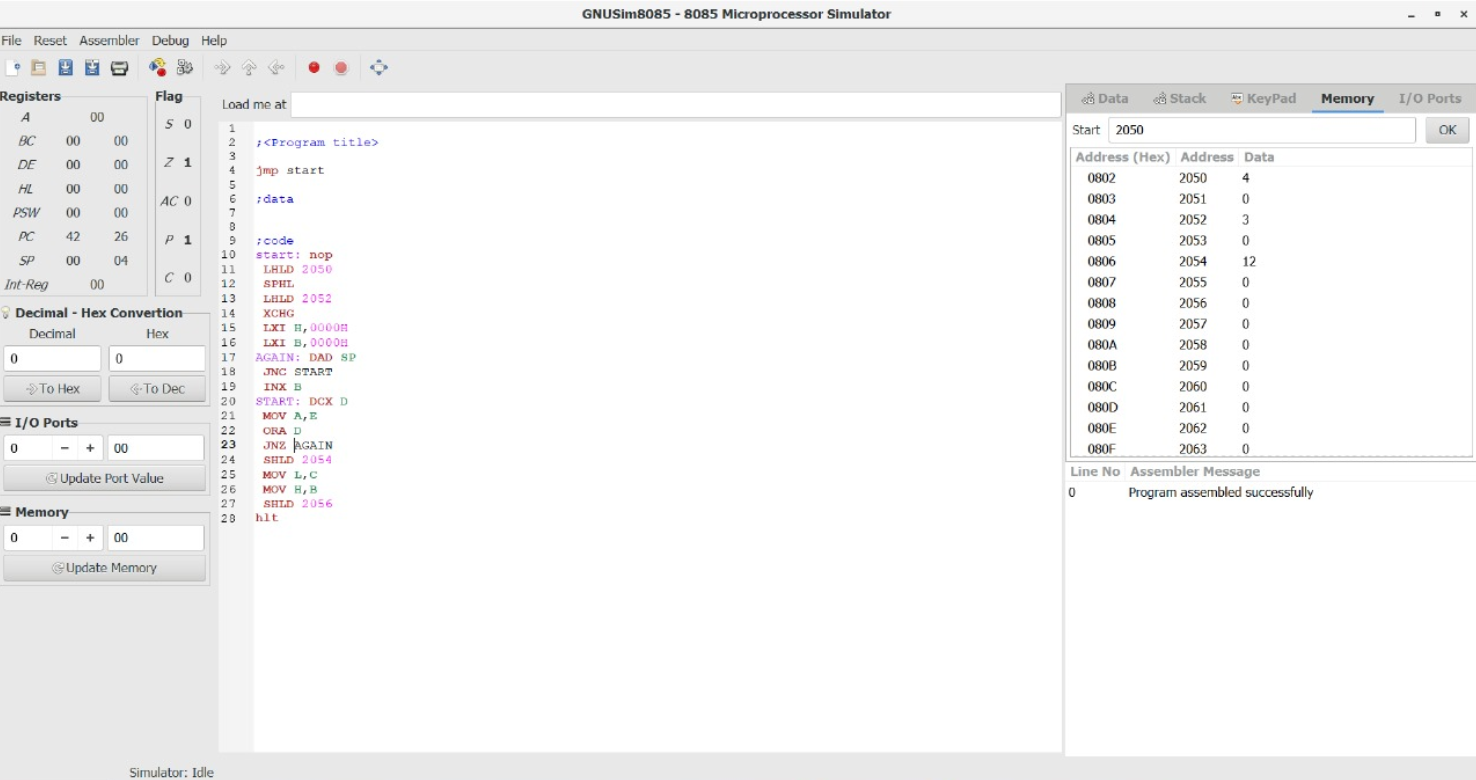 GNUSim8085 - 8085 Microprocessor Simulator
File Reset Assembler Debug Help
Registers
A 00
BC 00 00
DE 00 00
HL 00 00
PSW 00 00
PC 42 26
SP 00 04
Int-Reg 00
Flag
S 0
Z 1
AC 0
P 1
C 0
Decimal - Hex Convertion
Decimal Hex
0 0
To Hex To Dec
I/O Ports
0 - + 00
Update Port Value
Memory
0 - + 00
Update Memory
Load me at
1
2 ;<Program title>
3
4 jmp start
5
6 ;data
7
8
9 ;code
10 start: nop
11 LHLD 2050
12 SPHL
13 LHLD 2052
14 XCHG
15 LXI H,0000H
16 LXI B,0000H
17 AGAIN: DAD SP
18 JNC START
19 INX B
20 START: DCX D
21 MOV A,E
22 ORA D
23 JNZ AGAIN
24 SHLD 2054
25 MOV L,C
26 MOV H,B
27 SHLD 2056
28 hlt
Data Stack KeyPad Memory I/O Ports
Start 2050 OK
Address (Hex) Address Data
0802 2050 4
0803 2051 0
0804 2052 3
0805 2053 0
0806 2054 12
0807 2055 0
0808 2056 0
0809 2057 0
080A 2058 0
080B 2059 0
080C 2060 0
080D 2061 0
080E 2062 0
080F 2063 0
Line No Assembler Message
0 Program assembled successfully
Simulator: Idle